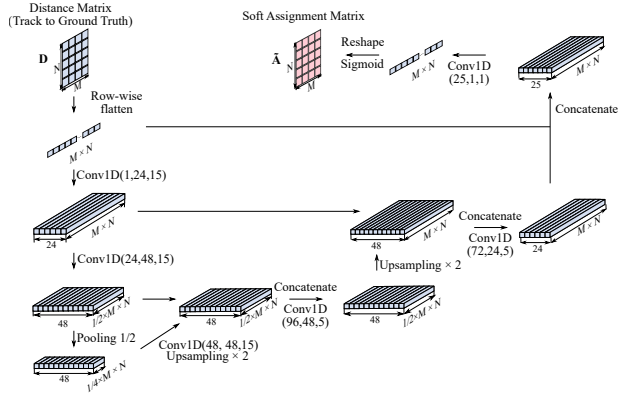 Distance Matrix
(Track to Ground Truth)
Soft Assignment Matrix
D
N
M
Ã
N
M
Reshape
Sigmoid
M × N
Conv1D
(25,1,1)
25
M × N
Row-wise
flatten
Concatenate
M × N
Conv1D(1,24,15)
24
M × N
48
M × N
Concatenate
Conv1D
(72,24,5)
24
M × N
Conv1D(24,48,15)
Upsampling × 2
48
1/2×M × N
48
1/2×M × N
Concatenate
Conv1D
(96,48,5)
48
1/2×M × N
Pooling 1/2
Conv1D(48, 48,15)
Upsampling × 2
48
1/4×M × N